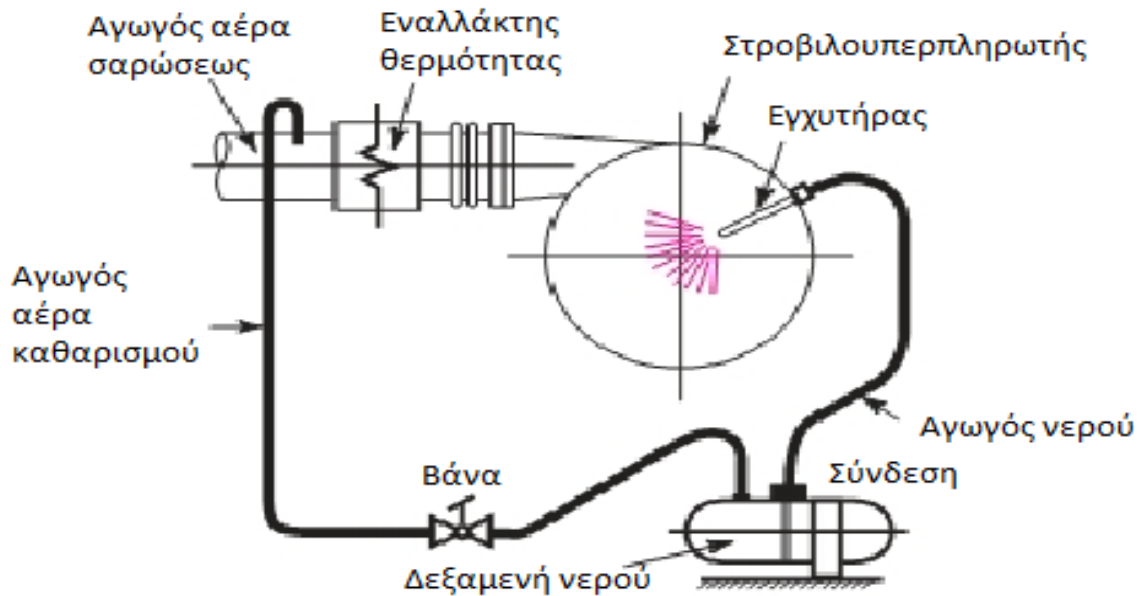 Αγωγός αέρα
σαρώσεως
Εναλλάκτης
θερμότητας
Στροβιλουπερπληρωτής
Εγχυτήρας
Αγωγός
αέρα
καθαρισμού
Αγωγός νερού
Βάνα
Σύνδεση
Δεξαμενή νερού